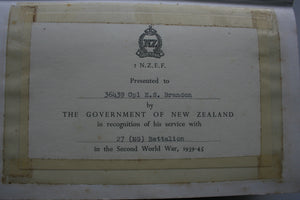 NZ
2 N.Z.E.F.
Presented to
36439 Cpl E.S. Brandon
by
THE GOVERNMENT OF NEW ZEALAND
in recognition of his service with
27 (MG) Battalion
in the Second World War, 1939-45